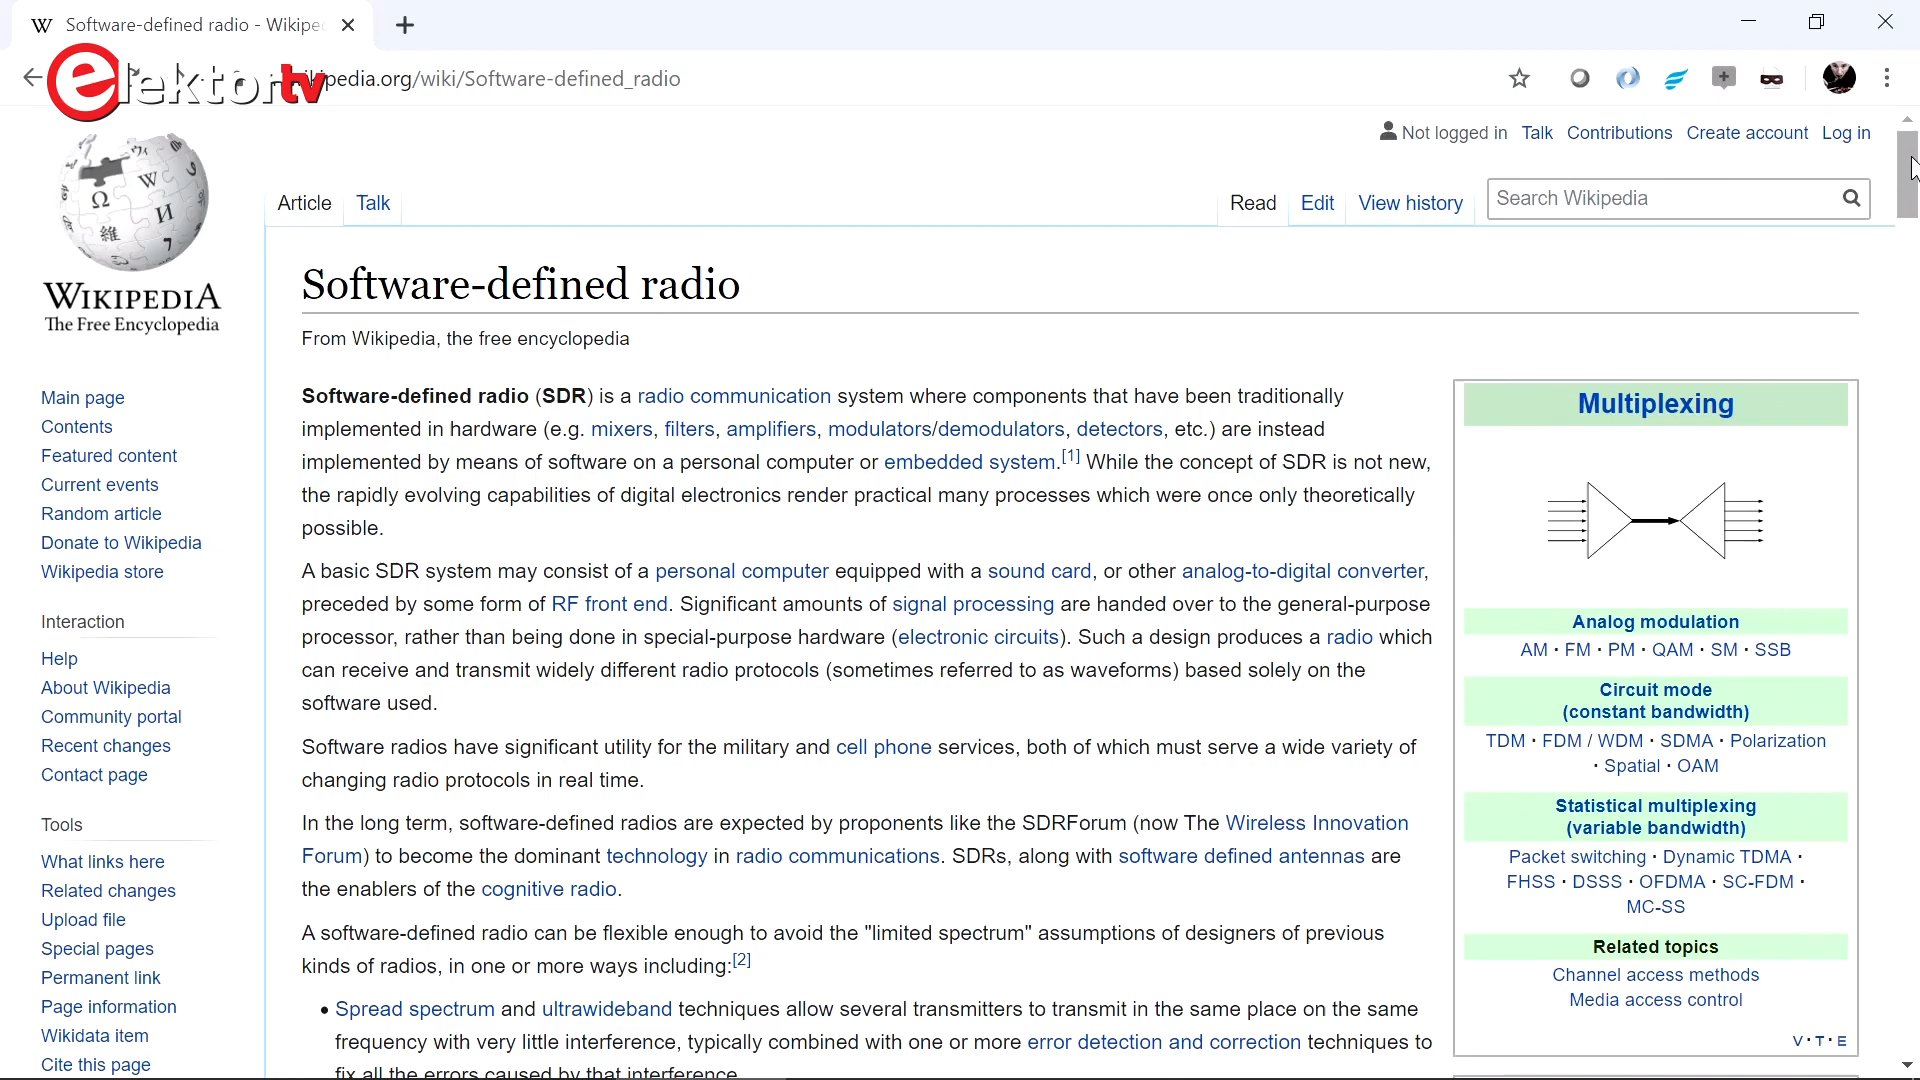 Software-defined radio - Wikipe
elektor tv
kipedia.org/wiki/Software-defined_radio
Not logged in Talk Contributions Create account Log in
Article Talk Read Edit View history Search Wikipedia
WIKIPEDIA
The Free Encyclopedia
Software-defined radio
From Wikipedia, the free encyclopedia
Main page
Contents
Featured content
Current events
Random article
Donate to Wikipedia
Wikipedia store
Interaction
Help
About Wikipedia
Community portal
Recent changes
Contact page
Tools
What links here
Related changes
Upload file
Special pages
Permanent link
Page information
Wikidata item
Cite this page
Software-defined radio (SDR) is a radio communication system where components that have been traditionally
implemented in hardware (e.g. mixers, filters, amplifiers, modulators/demodulators, detectors, etc.) are instead
implemented by means of software on a personal computer or embedded system.[1] While the concept of SDR is not new,
the rapidly evolving capabilities of digital electronics render practical many processes which were once only theoretically
possible.
A basic SDR system may consist of a personal computer equipped with a sound card, or other analog-to-digital converter,
preceded by some form of RF front end. Significant amounts of signal processing are handed over to the general-purpose
processor, rather than being done in special-purpose hardware (electronic circuits). Such a design produces a radio which
can receive and transmit widely different radio protocols (sometimes referred to as waveforms) based solely on the
software used.
Software radios have significant utility for the military and cell phone services, both of which must serve a wide variety of
changing radio protocols in real time.
In the long term, software-defined radios are expected by proponents like the SDRForum (now The Wireless Innovation
Forum) to become the dominant technology in radio communications. SDRs, along with software defined antennas are
the enablers of the cognitive radio.
A software-defined radio can be flexible enough to avoid the "limited spectrum" assumptions of designers of previous
kinds of radios, in one or more ways including:[2]
• Spread spectrum and ultrawideband techniques allow several transmitters to transmit in the same place on the same
frequency with very little interference, typically combined with one or more error detection and correction techniques to
fix all the errors caused by that interference.
Multiplexing
Analog modulation
AM · FM · PM · QAM · SM · SSB
Circuit mode
(constant bandwidth)
TDM · FDM / WDM · SDMA · Polarization
· Spatial · OAM
Statistical multiplexing
(variable bandwidth)
Packet switching · Dynamic TDMA ·
FHSS · DSSS · OFDMA · SC-FDM ·
MC-SS
Related topics
Channel access methods
Media access control
V · T · E